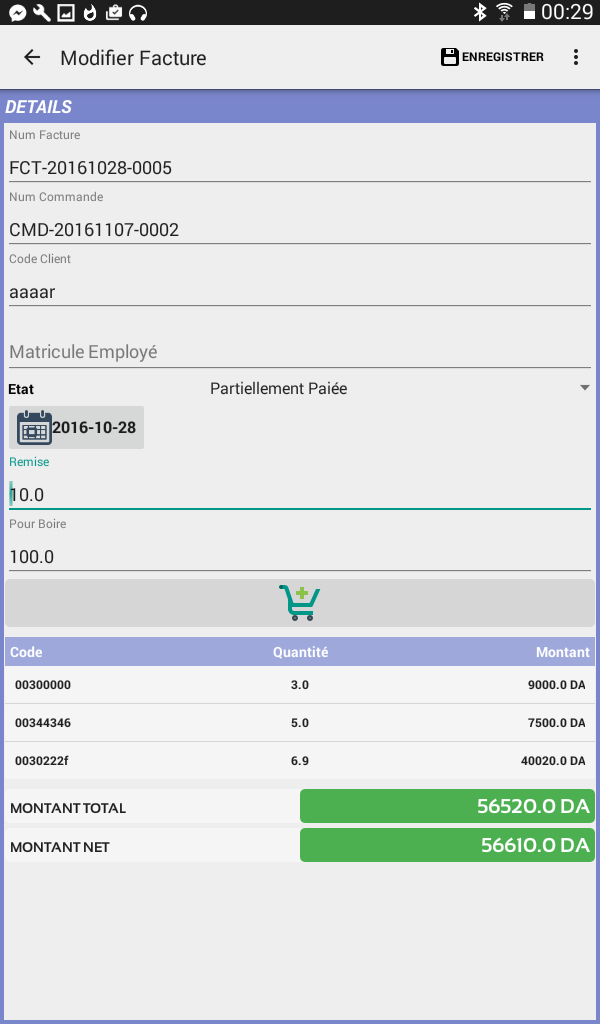 00:29
Modifier Facture
ENREGISTRER
DETAILS
Num Facture
FCT-20161028-0005
Num Commande
CMD-20161107-0002
Code Client
aaaar
Matricule Employé
Etat Partiellement Paiée
2016-10-28
Remise
10.0
Pour Boire
100.0
Code Quantité Montant
00300000 3.0 9000.0 DA
00344346 5.0 7500.0 DA
0030222f 6.9 40020.0 DA
MONTANT TOTAL 56520.0 DA
MONTANT NET 56610.0 DA